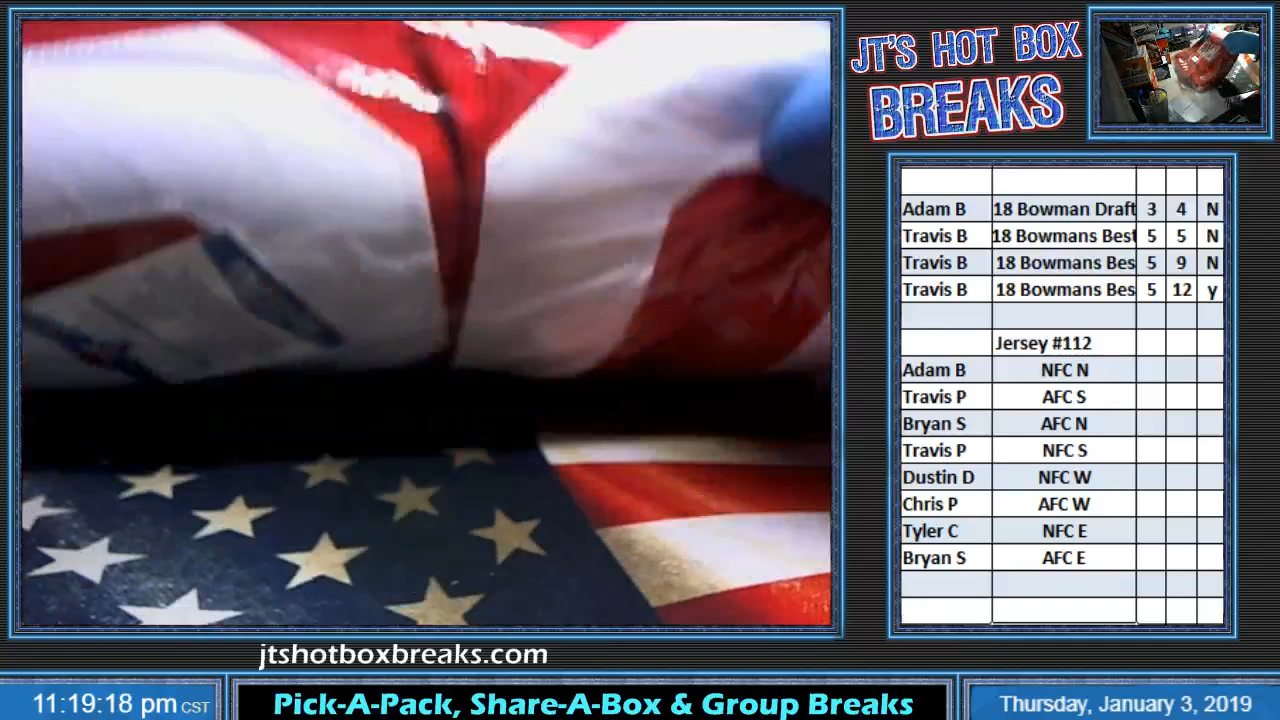 JT'S HOT BOX
BREAKS
Adam B 18 Bowman Draft 3 4 N
Travis B 18 Bowmans Best 5 5 N
Travis B 18 Bowmans Bes 5 9 N
Travis B 18 Bowmans Bes 5 12 y
Jersey #112
Adam B NFC N
Travis P AFC S
Bryan S AFC N
Travis P NFC S
Dustin D NFC W
Chris P AFC W
Tyler C NFC E
Bryan S AFC E
jtshotboxbreaks.com
11:19:18 pm CST
Pick-A-Pack, Share-A-Box & Group Breaks
Thursday, January 3, 2019